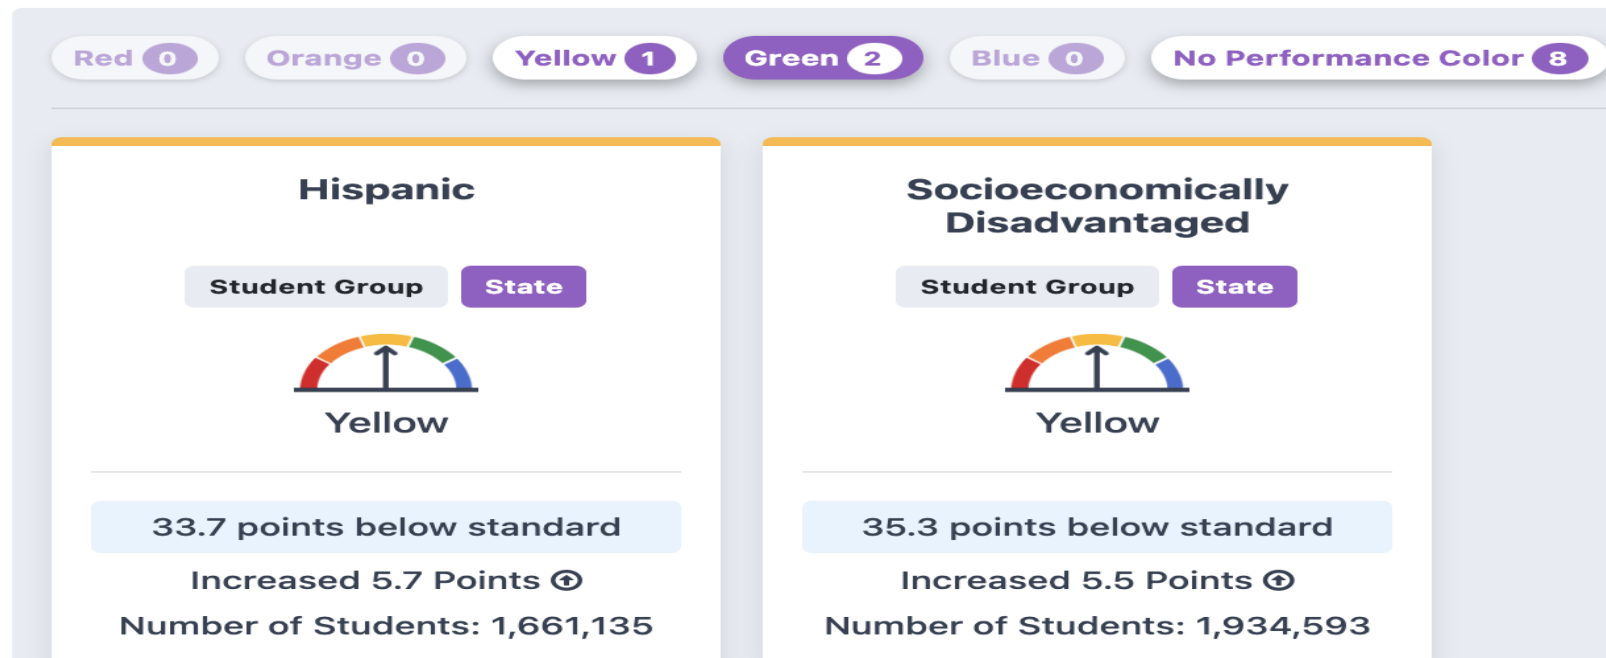 Red 0 Orange 0 Yellow 1 Green 2 Blue 0 No Performance Color 8
Hispanic
Student Group State
Yellow
33.7 points below standard
Increased 5.7 Points
Number of Students: 1,661,135
Socioeconomically
Disadvantaged
Student Group State
Yellow
35.3 points below standard
Increased 5.5 Points
Number of Students: 1,934,593